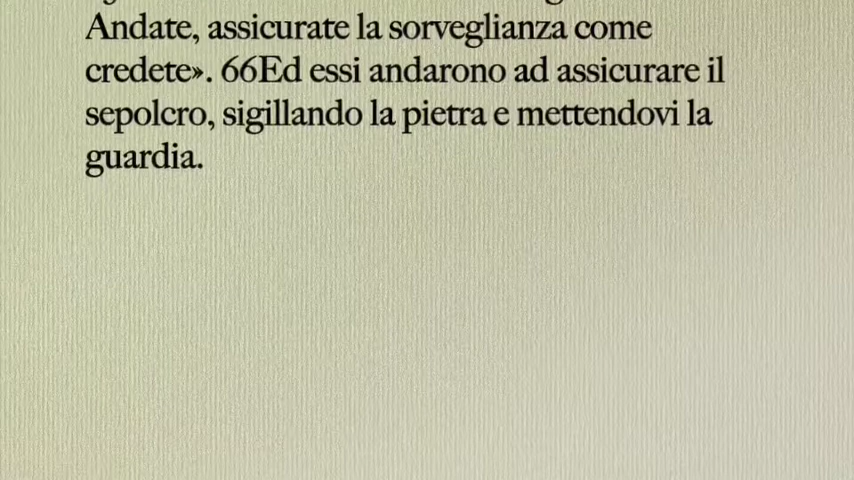 Andate, assicurate la sorveglianza come
credete». 66Ed essi andarono ad assicurare il
sepolcro, sigillando la pietra e mettendovi la
guardia.